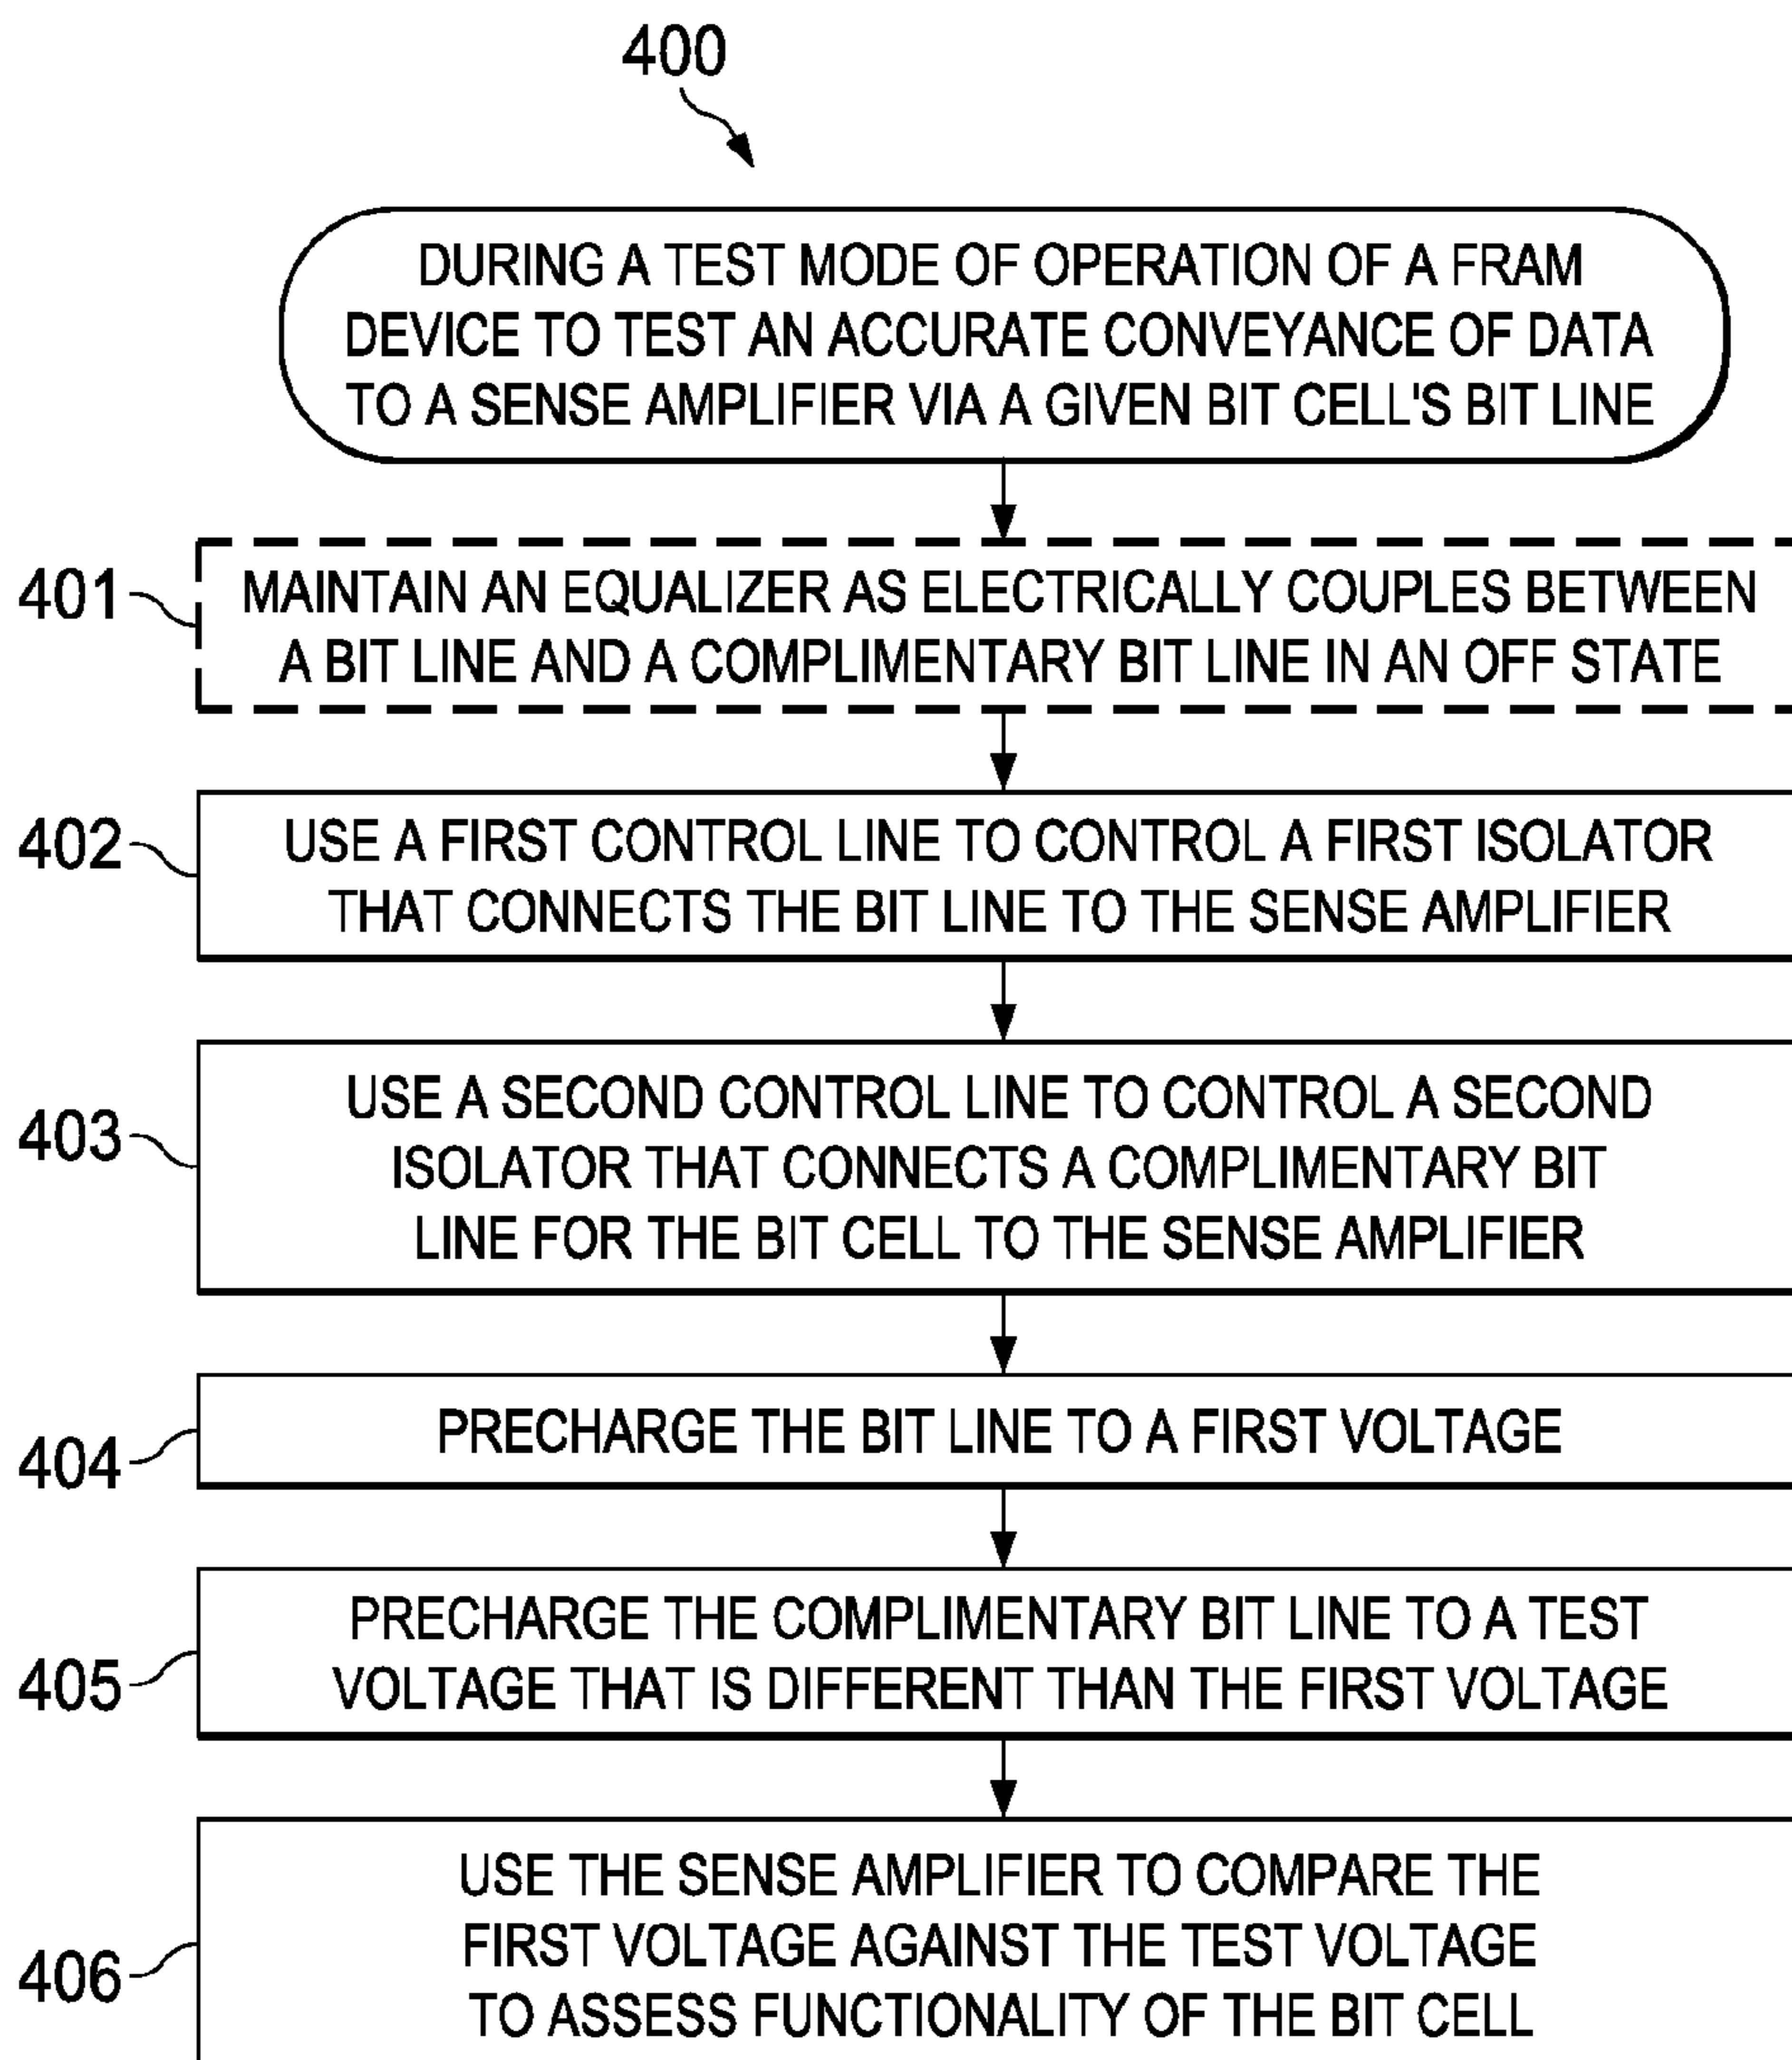 400
DURING A TEST MODE OF OPERATION OF A FRAM
DEVICE TO TEST AN ACCURATE CONVEYANCE OF DATA
TO A SENSE AMPLIFIER VIA A GIVEN BIT CELL'S BIT LINE
401
MAINTAIN AN EQUALIZER AS ELECTRICALLY COUPLES BETWEEN
A BIT LINE AND A COMPLIMENTARY BIT LINE IN AN OFF STATE
402
USE A FIRST CONTROL LINE TO CONTROL A FIRST ISOLATOR
THAT CONNECTS THE BIT LINE TO THE SENSE AMPLIFIER
403
USE A SECOND CONTROL LINE TO CONTROL A SECOND
ISOLATOR THAT CONNECTS A COMPLIMENTARY BIT
LINE FOR THE BIT CELL TO THE SENSE AMPLIFIER
404
PRECHARGE THE BIT LINE TO A FIRST VOLTAGE
405
PRECHARGE THE COMPLIMENTARY BIT LINE TO A TEST
VOLTAGE THAT IS DIFFERENT THAN THE FIRST VOLTAGE
406
USE THE SENSE AMPLIFIER TO COMPARE THE
FIRST VOLTAGE AGAINST THE TEST VOLTAGE
TO ASSESS FUNCTIONALITY OF THE BIT CELL